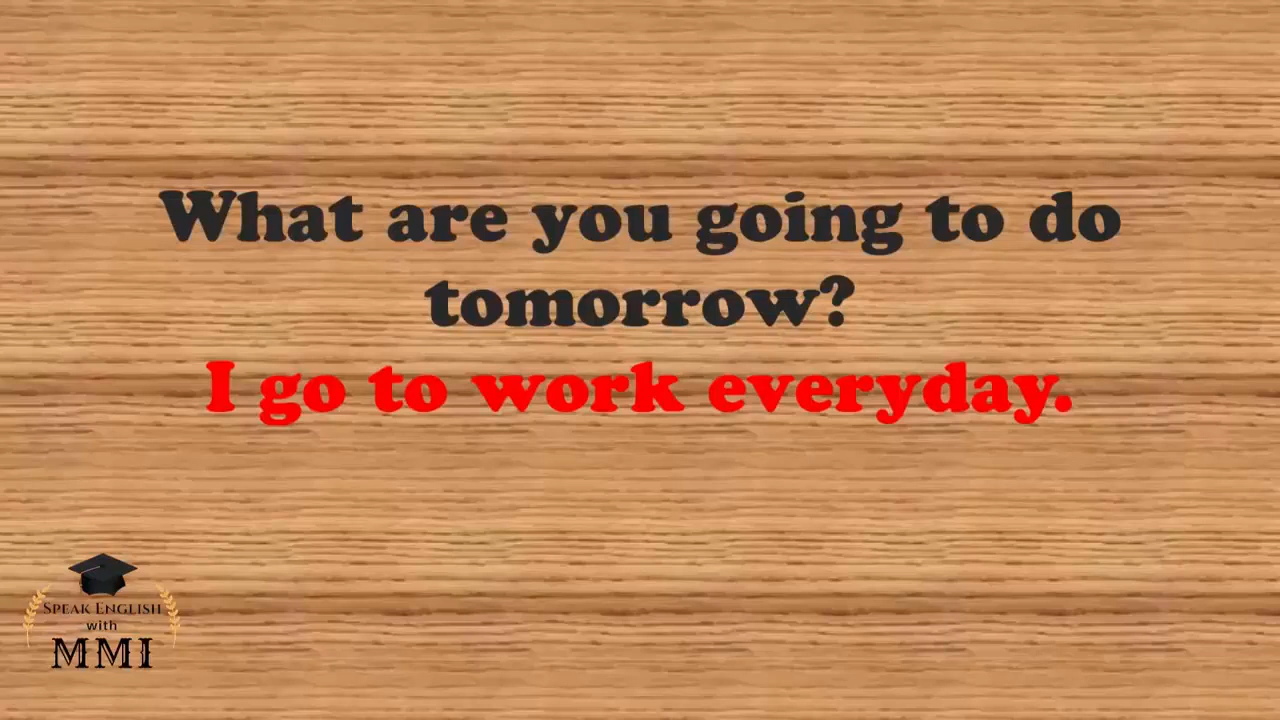 What are you going to do
tomorrow?
I go to work everyday.
SPEAK ENGLISH
with
MMI